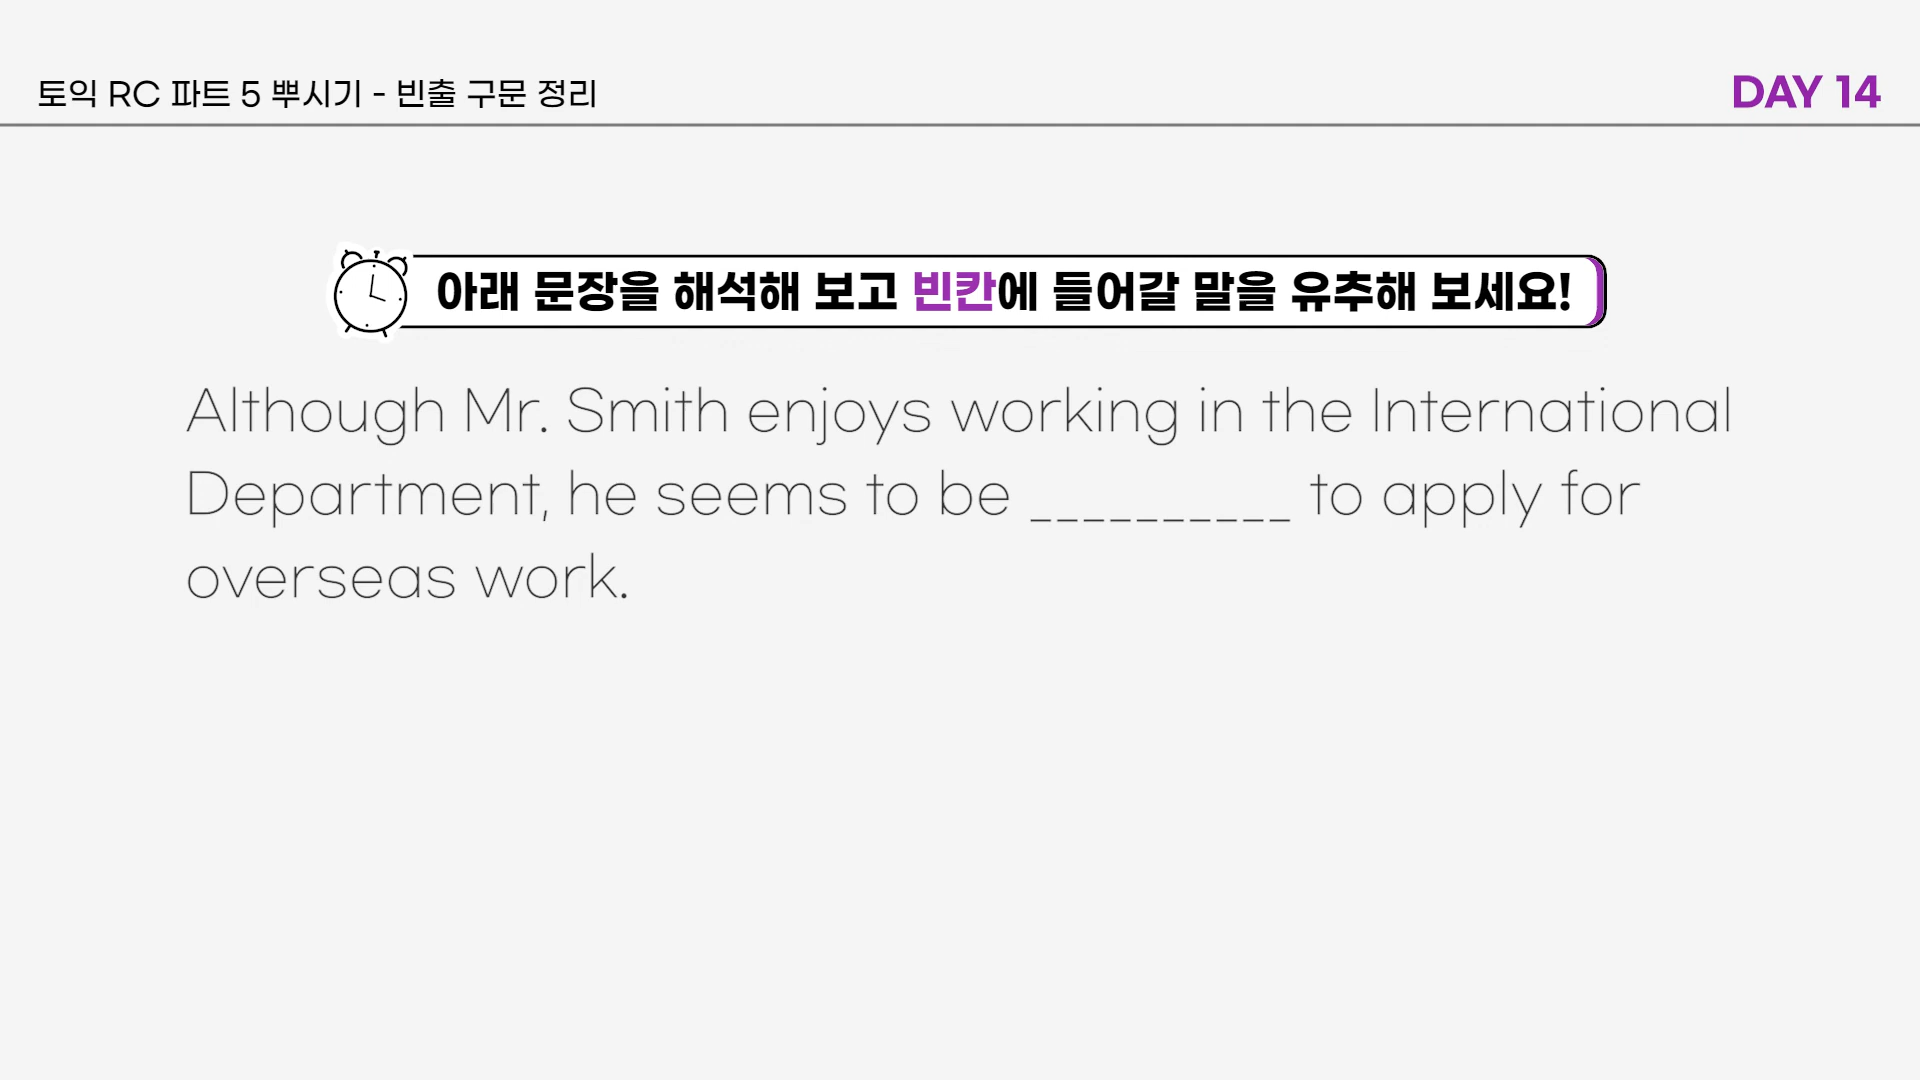 토익 RC 파트 5 뿌시기 - 빈출 구문 정리
DAY 14
아래 문장을 해석해 보고 빈칸에 들어갈 말을 유추해 보세요!
Although Mr. Smith enjoys working in the International
Department, he seems to be __________ to apply for
overseas work.